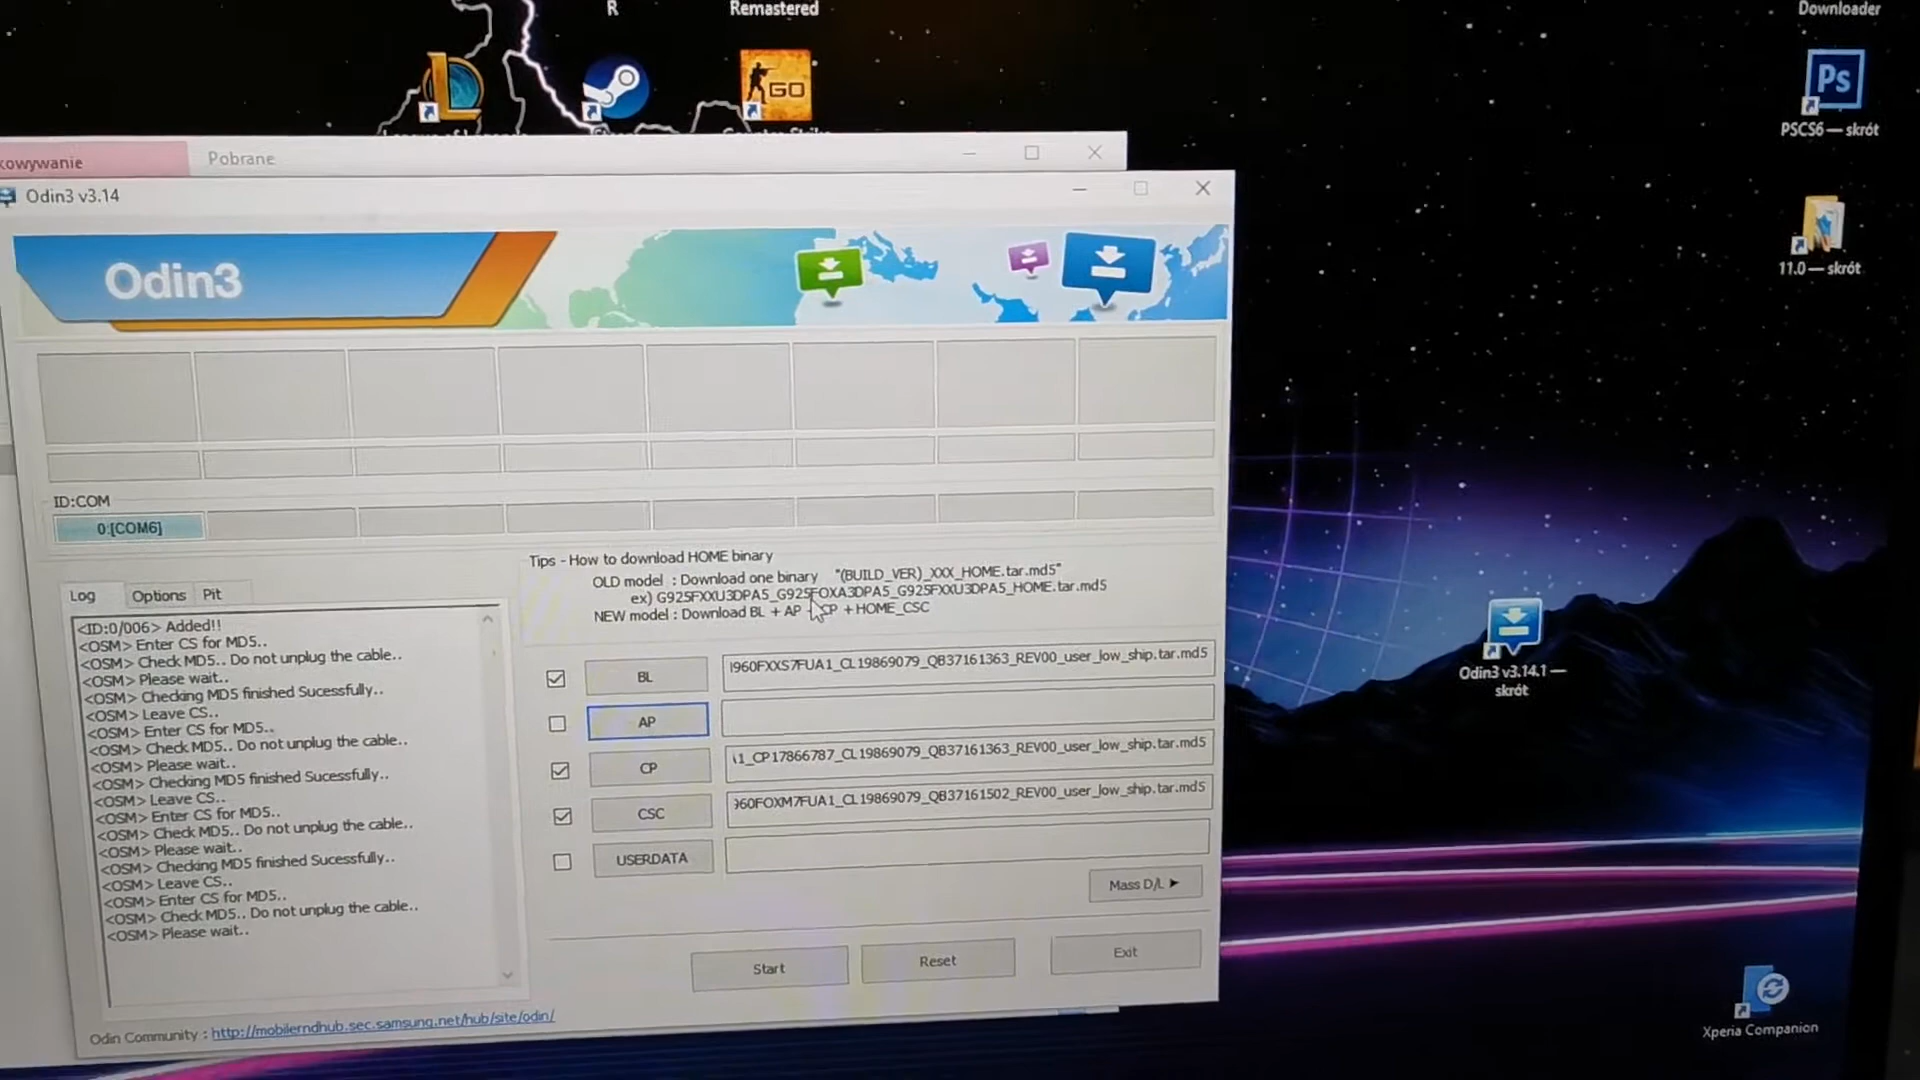 R
Remastered
Downloader
GO
Ps
PSCS6 — skrót
kowywanie
Pobrane
Odin3 v3.14
Odin3
11.0 — skrót
ID:COM
0:[COM6]
Tips - How to download HOME binary
OLD model : Download one binary "(BUILD_VER)_XXX_HOME.tar.md5"
ex) G925FXXU3DPA5_G925FOXA3DPA5_G925FXXU3DPA5_HOME.tar.md5
NEW model : Download BL + AP + CP + HOME_CSC
Log
Options
Pit
<ID:0/006> Added!!
<OSM> Enter CS for MD5..
<OSM> Check MD5.. Do not unplug the cable..
<OSM> Please wait..
<OSM> Checking MD5 finished Sucessfully..
<OSM> Leave CS..
<OSM> Enter CS for MD5..
<OSM> Check MD5.. Do not unplug the cable..
<OSM> Please wait..
<OSM> Checking MD5 finished Sucessfully..
<OSM> Leave CS..
<OSM> Enter CS for MD5..
<OSM> Check MD5.. Do not unplug the cable..
<OSM> Please wait..
<OSM> Checking MD5 finished Sucessfully..
<OSM> Leave CS..
<OSM> Enter CS for MD5..
<OSM> Check MD5.. Do not unplug the cable..
<OSM> Please wait..
BL
960FXXS7FUA1_CL19869079_QB37161363_REV00_user_low_ship.tar.md5
AP
CP
1_CP17866787_CL19869079_QB37161363_REV00_user_low_ship.tar.md5
CSC
960FOXM7FUA1_CL19869079_QB37161502_REV00_user_low_ship.tar.md5
USERDATA
Mass D/L
Start
Reset
Exit
Odin Community : http://mobilerndhub.sec.samsung.net/hub/site/odin/
Odin3 v3.14.1 —
skrót
Xperia Companion